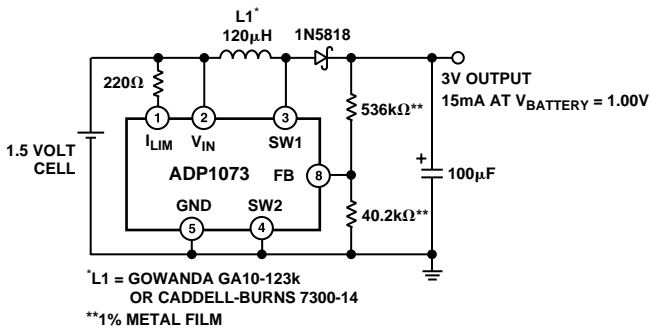 L1*
120μH
1N5818
220Ω
3V OUTPUT
15mA AT VBATTERY = 1.00V
536kΩ**
1
2
3
ILIM
VIN
SW1
1.5 VOLT
CELL
ADP1073
FB
8
+
100μF
GND
SW2
40.2kΩ**
5
4
*L1 = GOWANDA GA10-123k
OR CADDELL-BURNS 7300-14
**1% METAL FILM